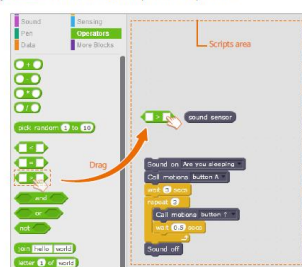 Sound Sensing
Pen Operators
Data More Blocks
Scripts area
+
-
*
/
pick random 1 to 10
<
=
>
and
or
not
join hello world
letter 1 of world
Drag
> sound sensor
Sound on Are you sleeping
Call motions button A
wait 3 secs
repeat
Call motions button
wait 0.8 secs
Sound off